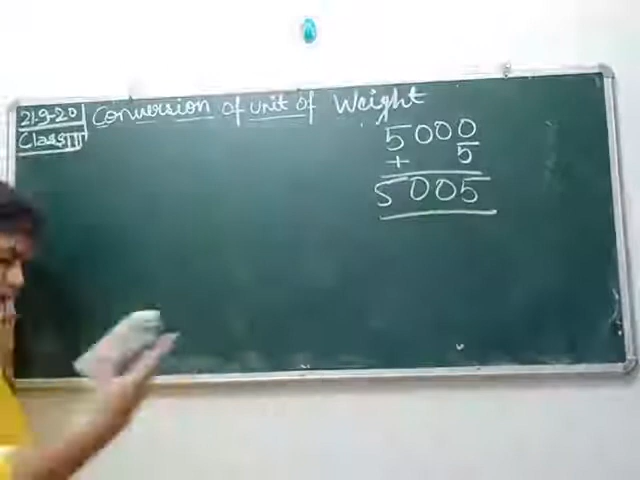 21-9-20
Class III
Conversion of unit of Weight
5000
+ 5
5005